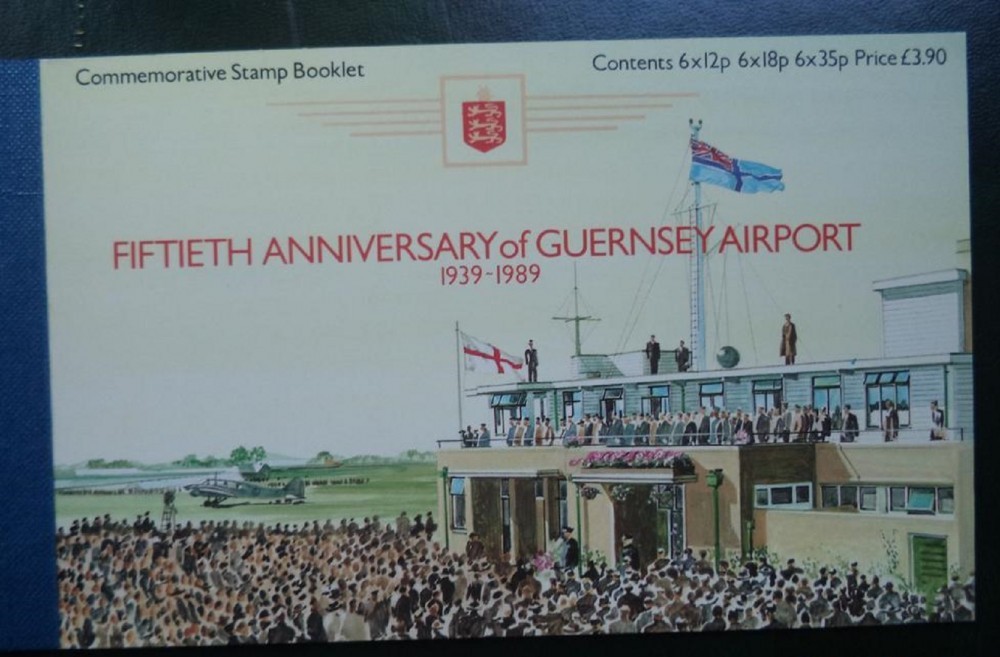 Commemorative Stamp Booklet
Contents 6x12p 6x18p 6x35p Price £3.90
FIFTIETH ANNIVERSARY of GUERNSEY AIRPORT
1939-1989